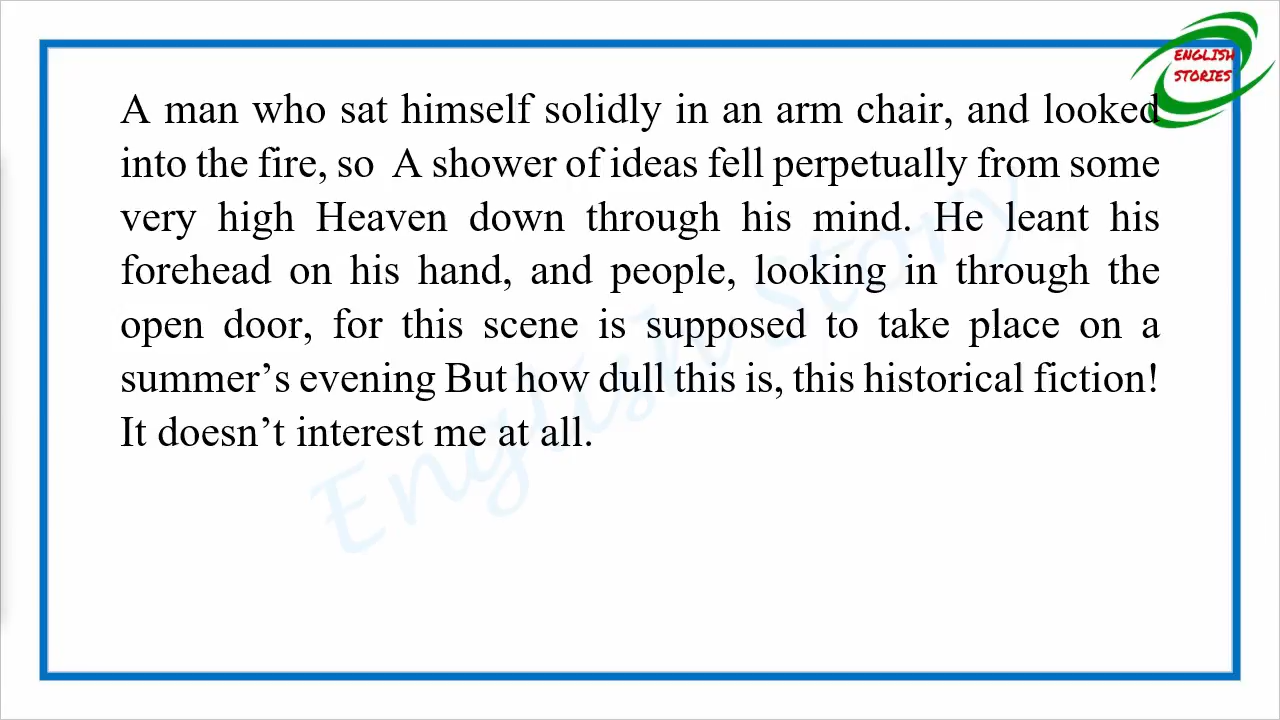 ENGLISH
STORIES
A man who sat himself solidly in an arm chair, and looked
into the fire, so  A shower of ideas fell perpetually from some
very high Heaven down through his mind. He leant his
forehead on his hand, and people, looking in through the
open door, for this scene is supposed to take place on a
summer’s evening But how dull this is, this historical fiction!
It doesn’t interest me at all.
English Story